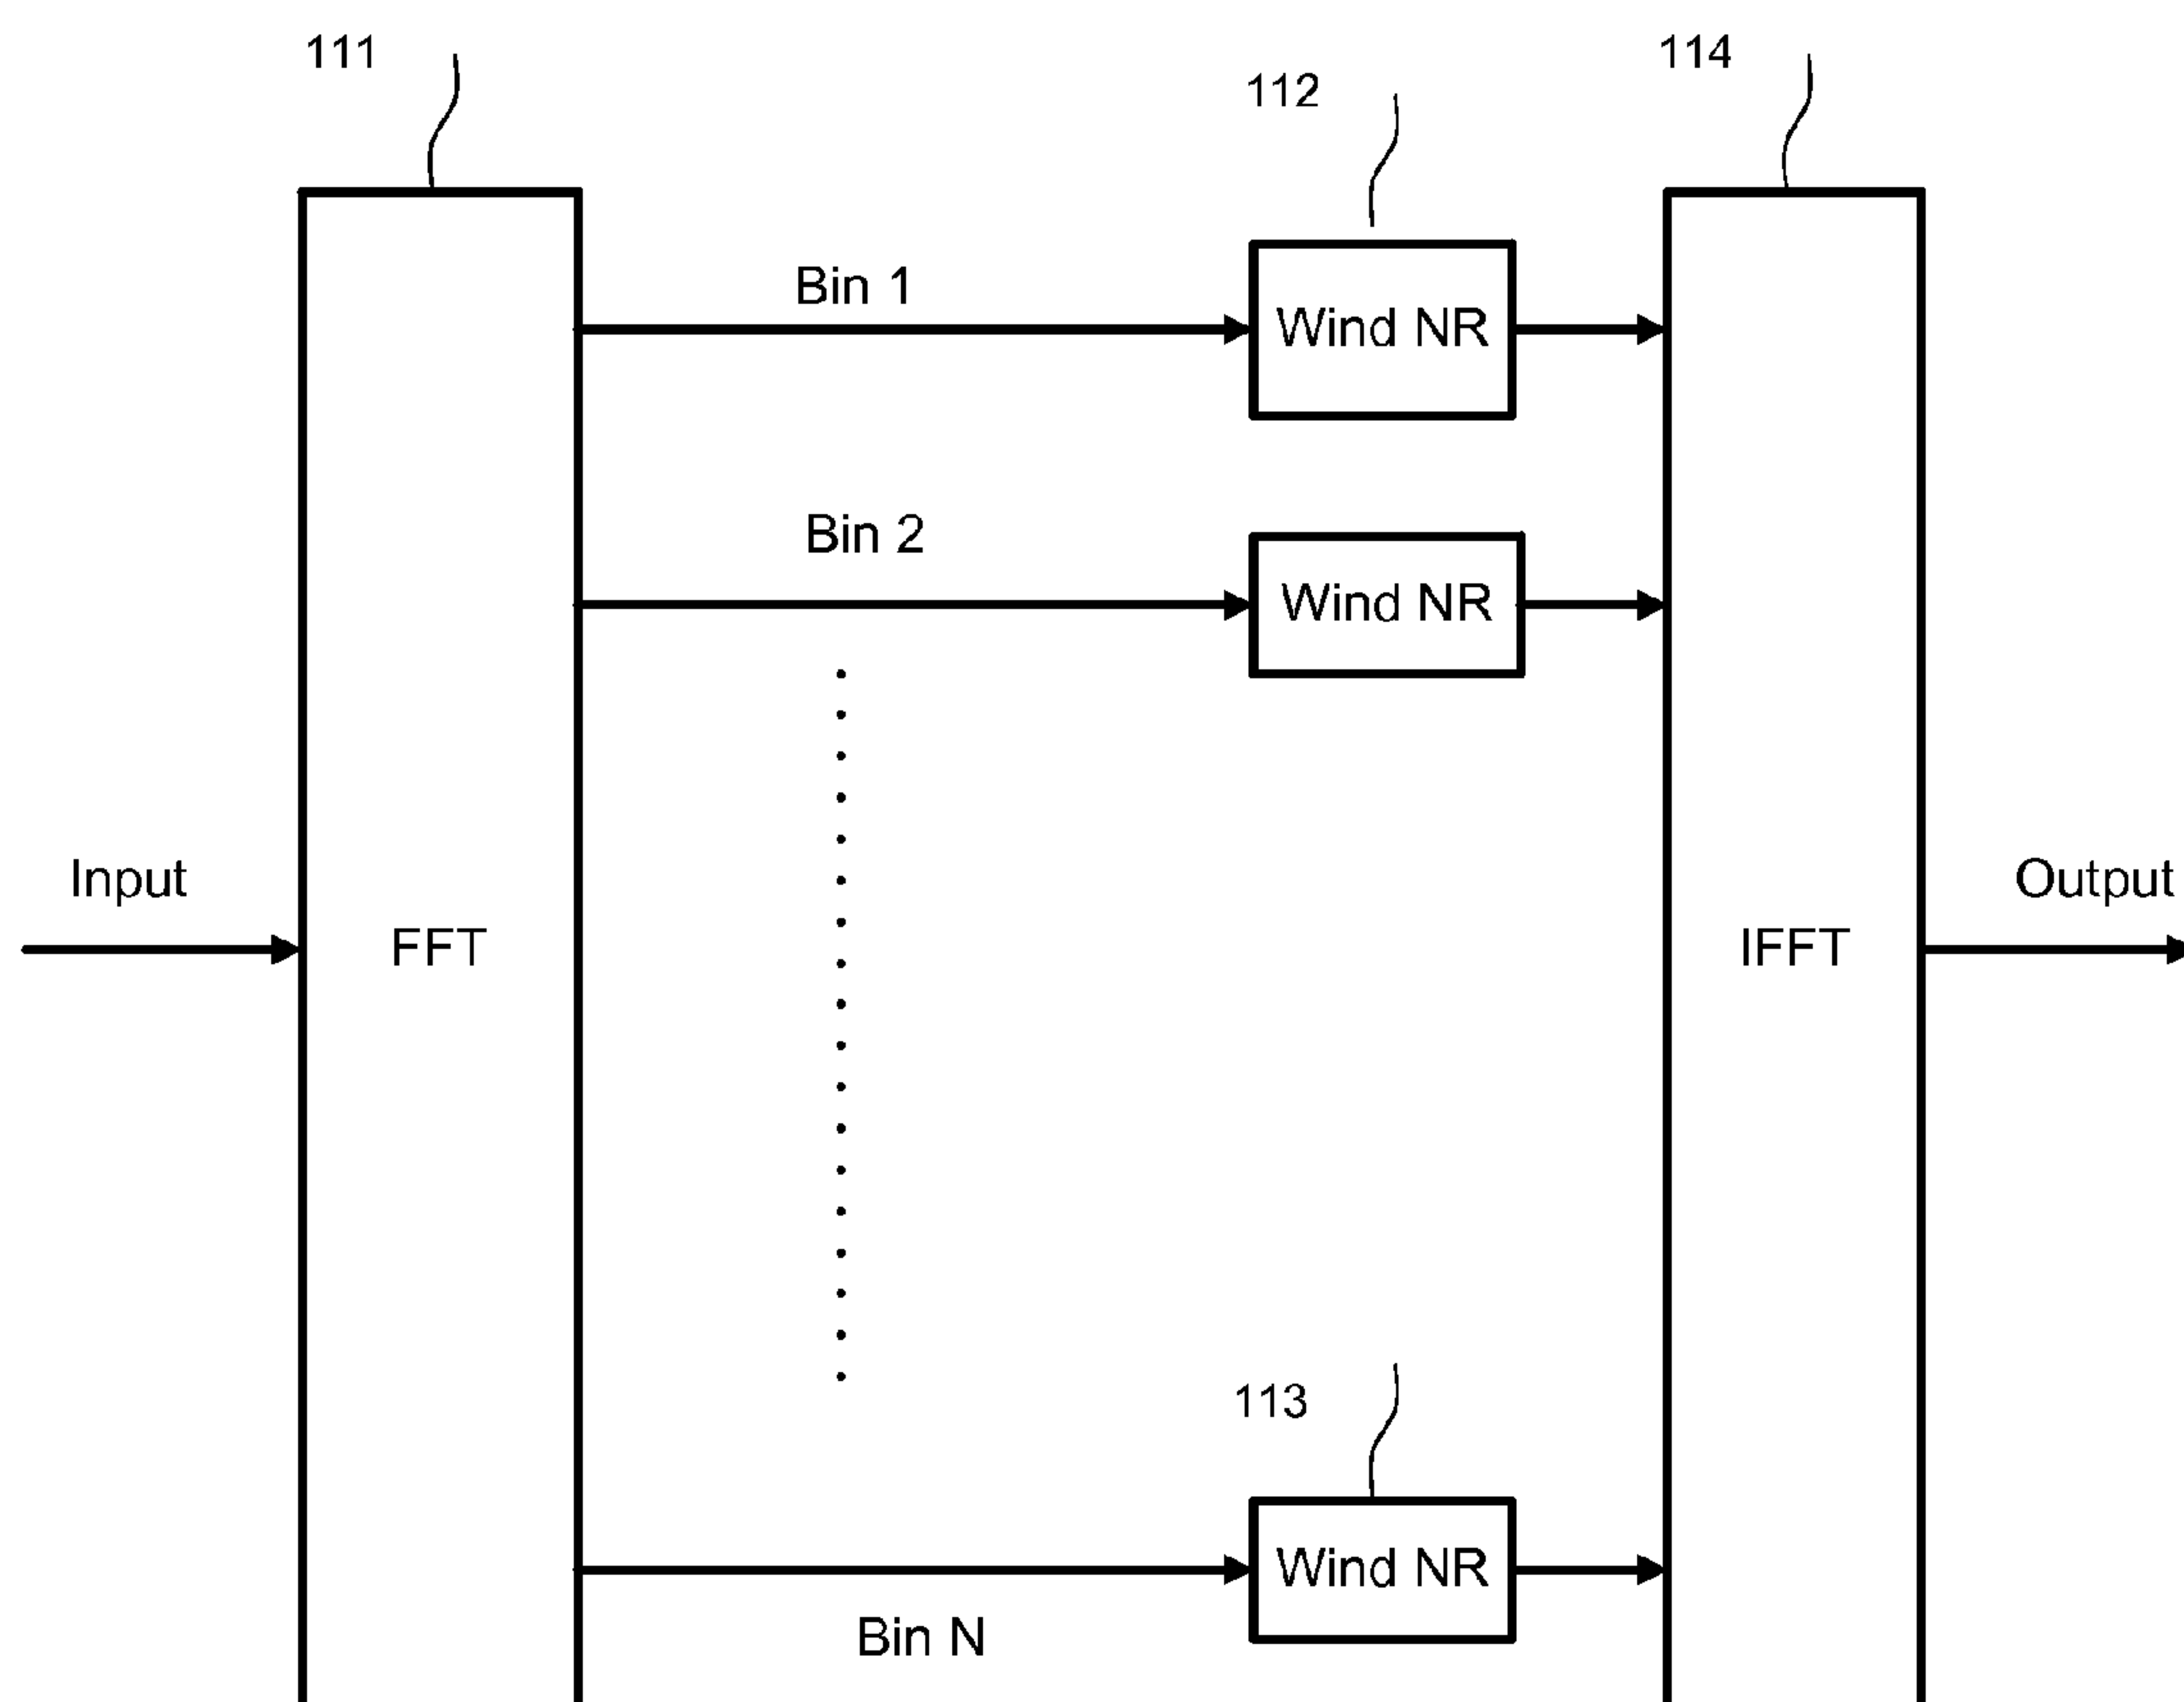 111
114
112
Bin 1
Wind NR
Bin 2
Wind NR
Input
Output
FFT
IFFT
113
Wind NR
Bin N